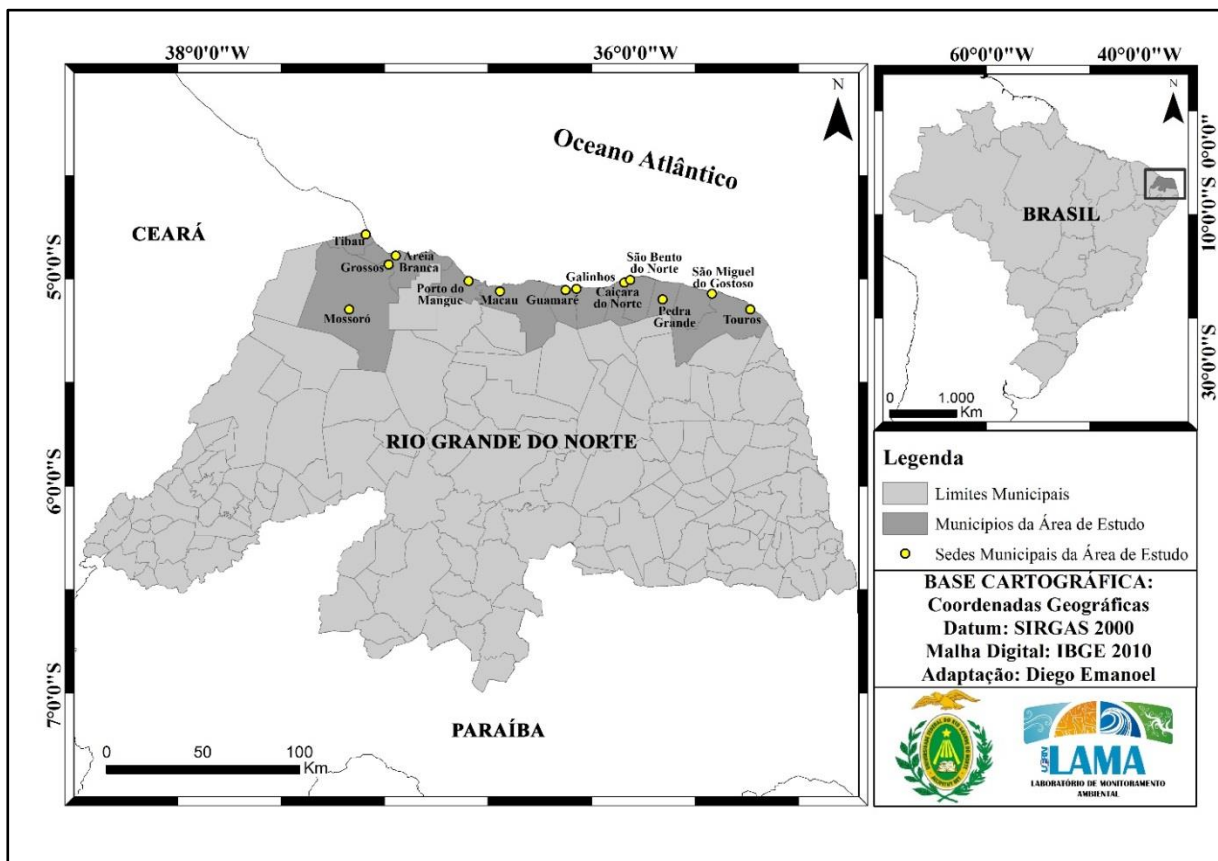 38°0'0"W
36°0'0"W
N
Oceano Atlântico
CEARÁ
Tibau
Grossos
Areia
Branca
Mossoró
Porto do
Mangue
Macau
Guamaré
Galinhos
Caiçara
do Norte
São Bento
do Norte
Pedra
Grande
São Miguel
do Gostoso
Touros
RIO GRANDE DO NORTE
PARAÍBA
5°0'0"S
6°0'0"S
7°0'0"S
0 50 100
Km
60°0'0"W
40°0'0"W
N
BRASIL
0°0'0"
10°0'0"S
30°0'0"S
0 1.000
Km
Legenda
Limites Municipais
Municípios da Área de Estudo
Sedes Municipais da Área de Estudo
BASE CARTOGRÁFICA:
Coordenadas Geográficas
Datum: SIRGAS 2000
Malha Digital: IBGE 2010
Adaptação: Diego Emanoel
UFRN
LAMA
LABORATÓRIO DE MONITORAMENTO
AMBIENTAL